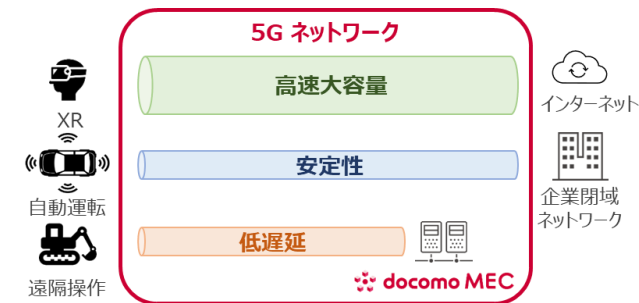 5G ネットワーク
高速大容量
XR
インターネット
安定性
自動運転
企業閉域
ネットワーク
低遅延
遠隔操作
docomo MEC